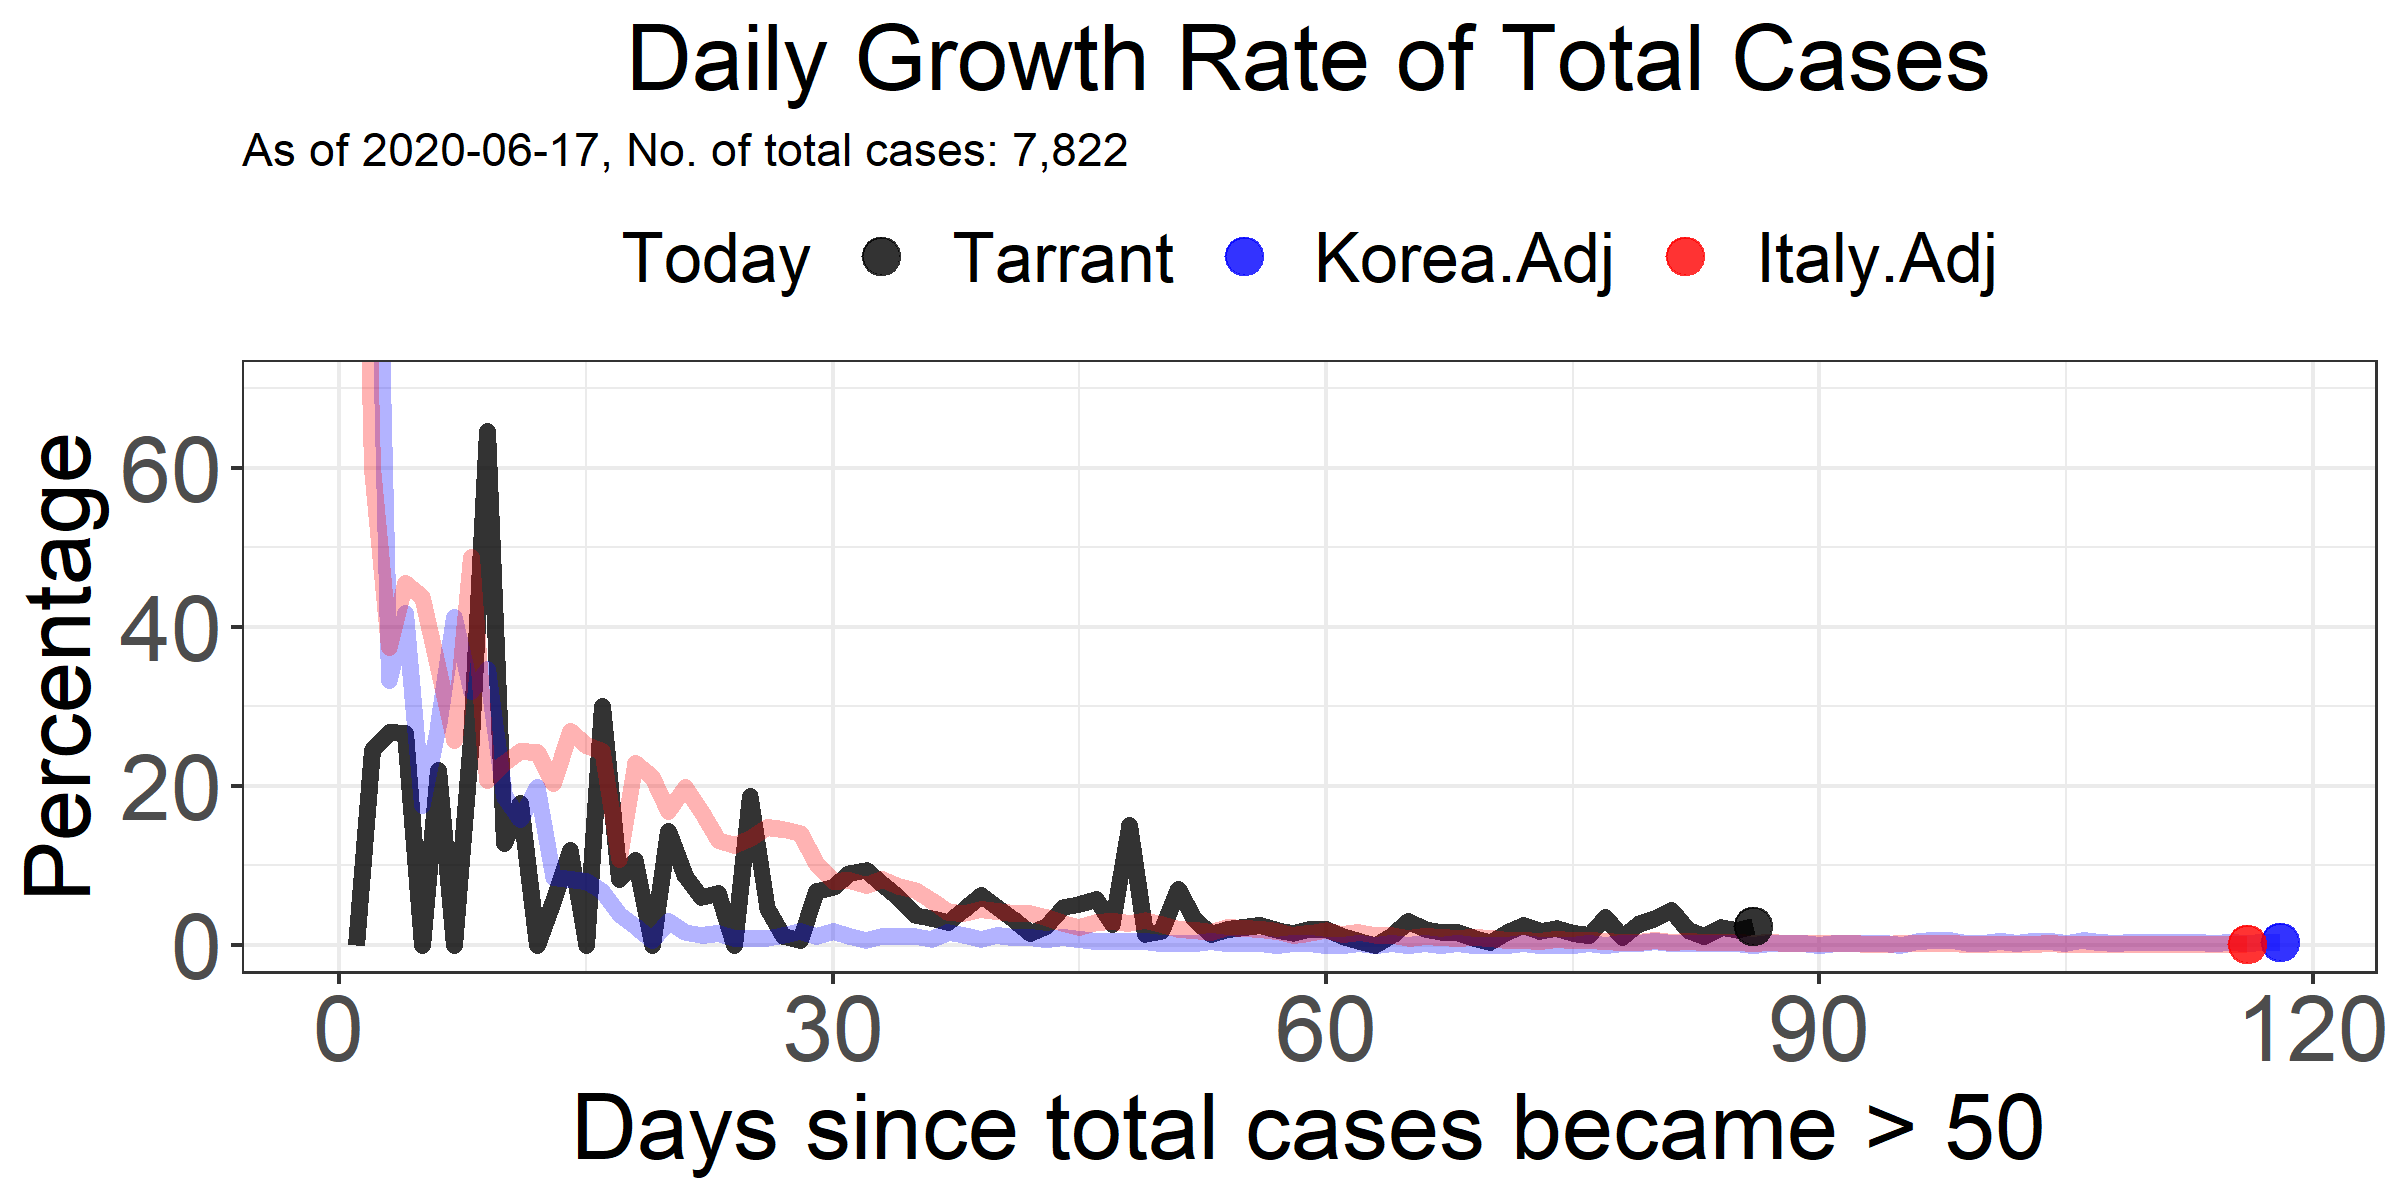 Daily Growth Rate of Total Cases
As of 2020-06-17, No. of total cases: 7,822
Today Tarrant Korea.Adj Italy.Adj
Percentage
60
40
20
0
0 30 60 90 120
Days since total cases became > 50